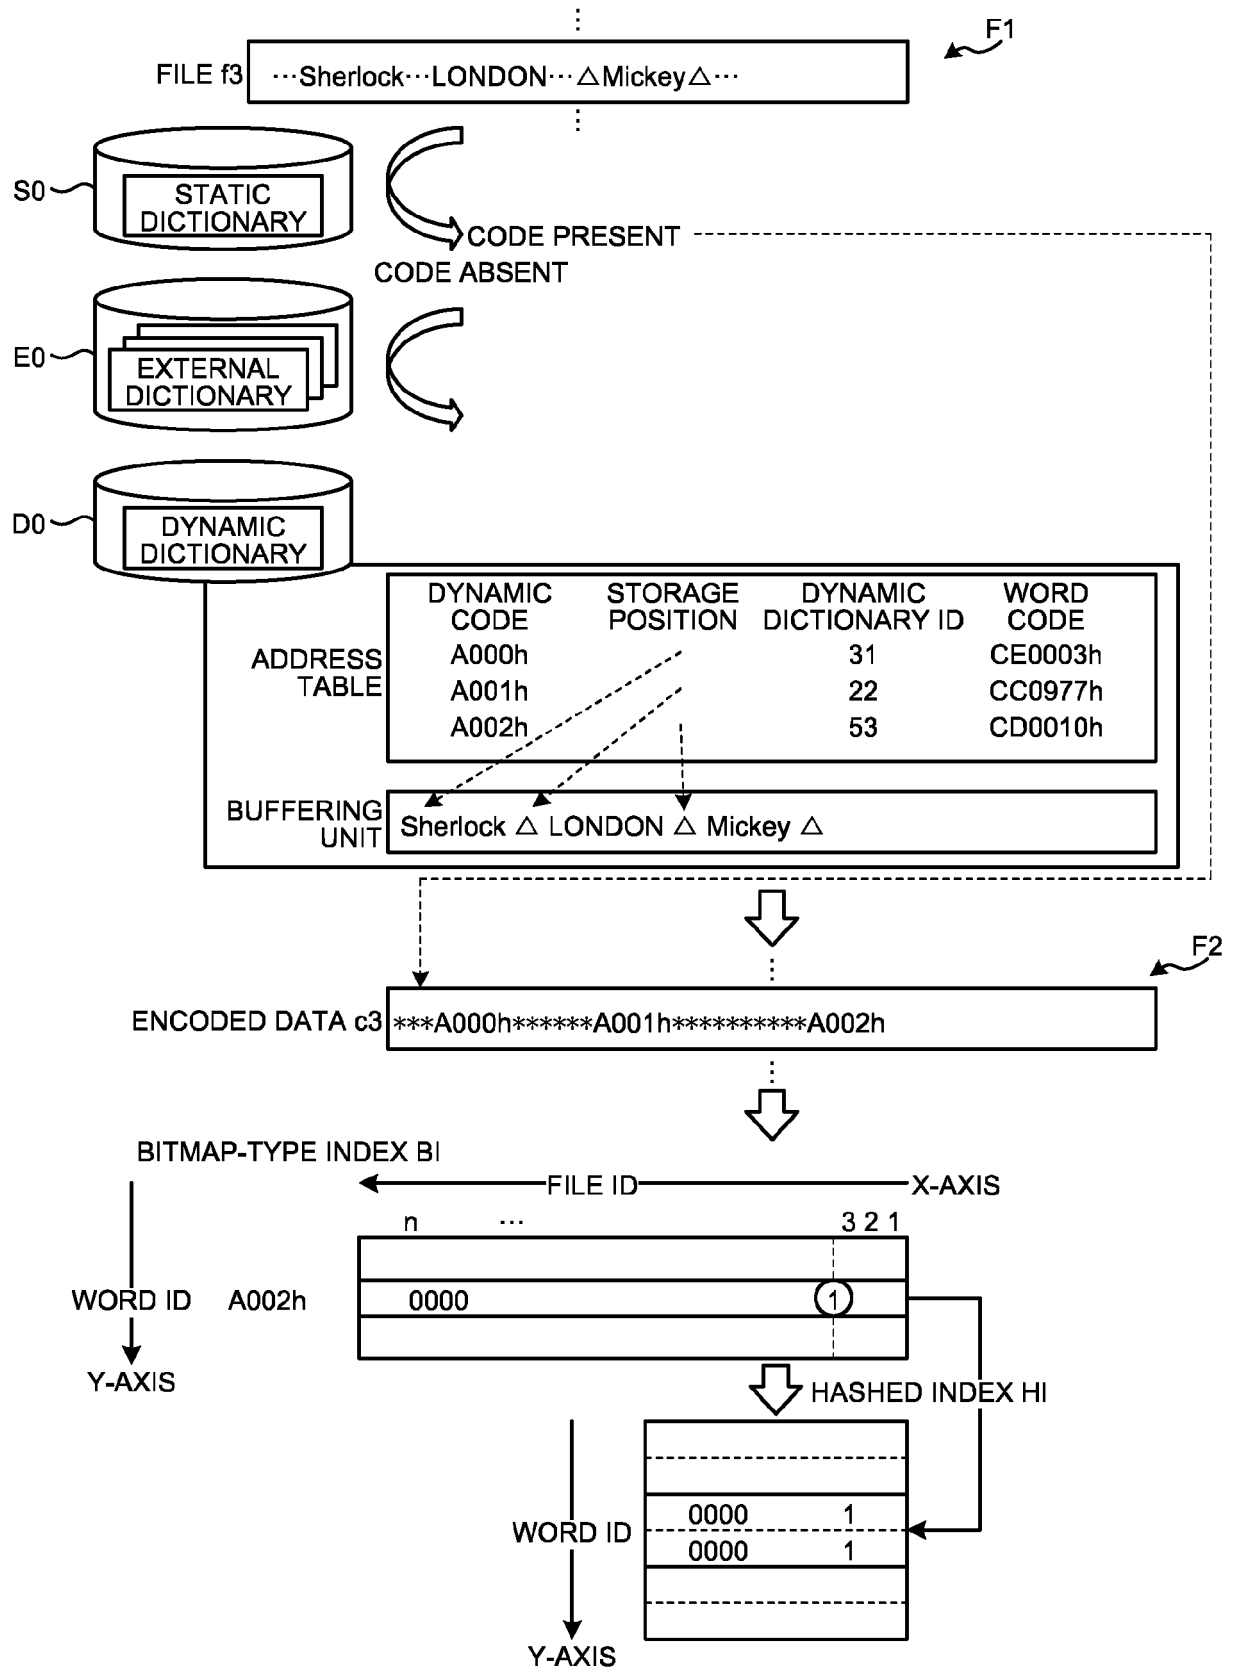 F1
FILE f3
···Sherlock···LONDON··· △Mickey△···
S0
STATIC
DICTIONARY
CODE PRESENT
CODE ABSENT
E0
EXTERNAL
DICTIONARY
D0
DYNAMIC
DICTIONARY
ADDRESS
TABLE
DYNAMIC CODE STORAGE POSITION DYNAMIC DICTIONARY ID WORD CODE
A000h 31 CE0003h
A001h 22 CC0977h
A002h 53 CD0010h
BUFFERING
UNIT
Sherlock △ LONDON △ Mickey △
F2
ENCODED DATA c3
***A000h******A001h**********A002h
BITMAP-TYPE INDEX BI
FILE ID X-AXIS
n ··· 3 2 1
WORD ID A002h 0000 1
Y-AXIS
HASHED INDEX HI
0000 1
WORD ID
0000 1
Y-AXIS